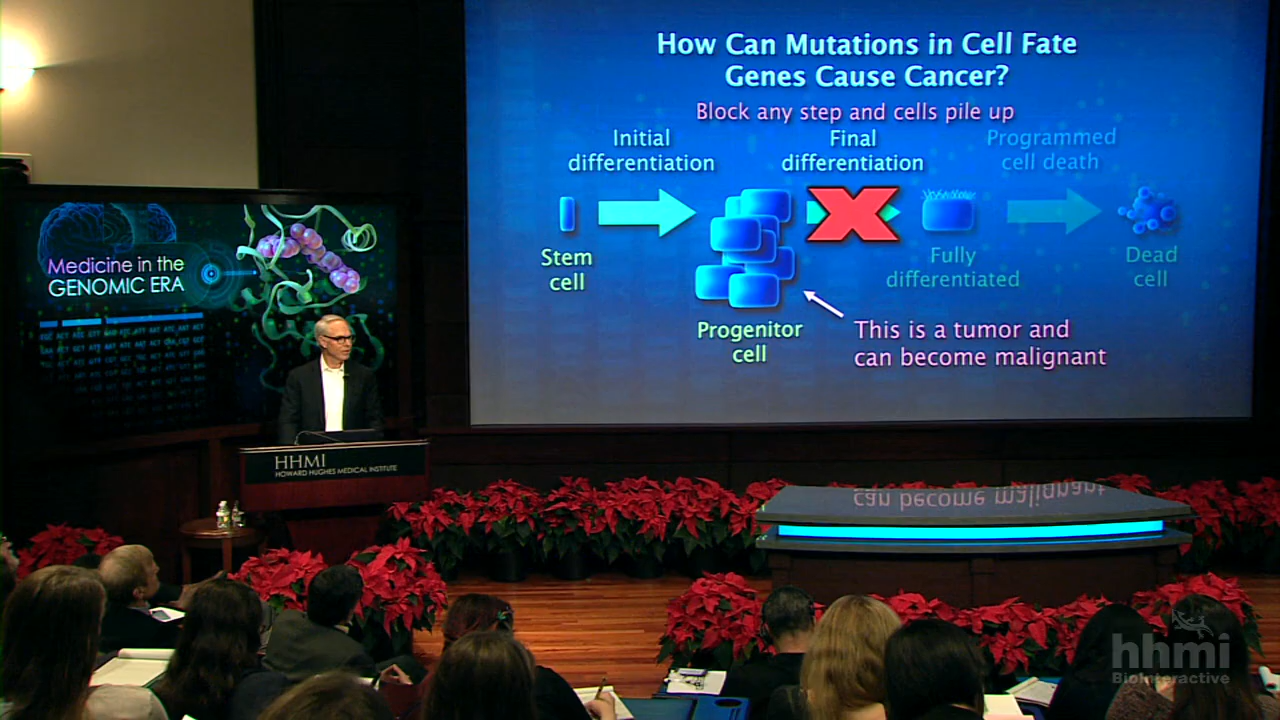 How Can Mutations in Cell Fate
Genes Cause Cancer?
Block any step and cells pile up
Initial
differentiation
Final
differentiation
Programmed
cell death
Stem
cell
Progenitor
cell
Fully
differentiated
Dead
cell
This is a tumor and
can become malignant
Medicine in the
GENOMIC ERA
HHMI
HOWARD HUGHES MEDICAL INSTITUTE
can become malignant
hhmi
BioInteractive